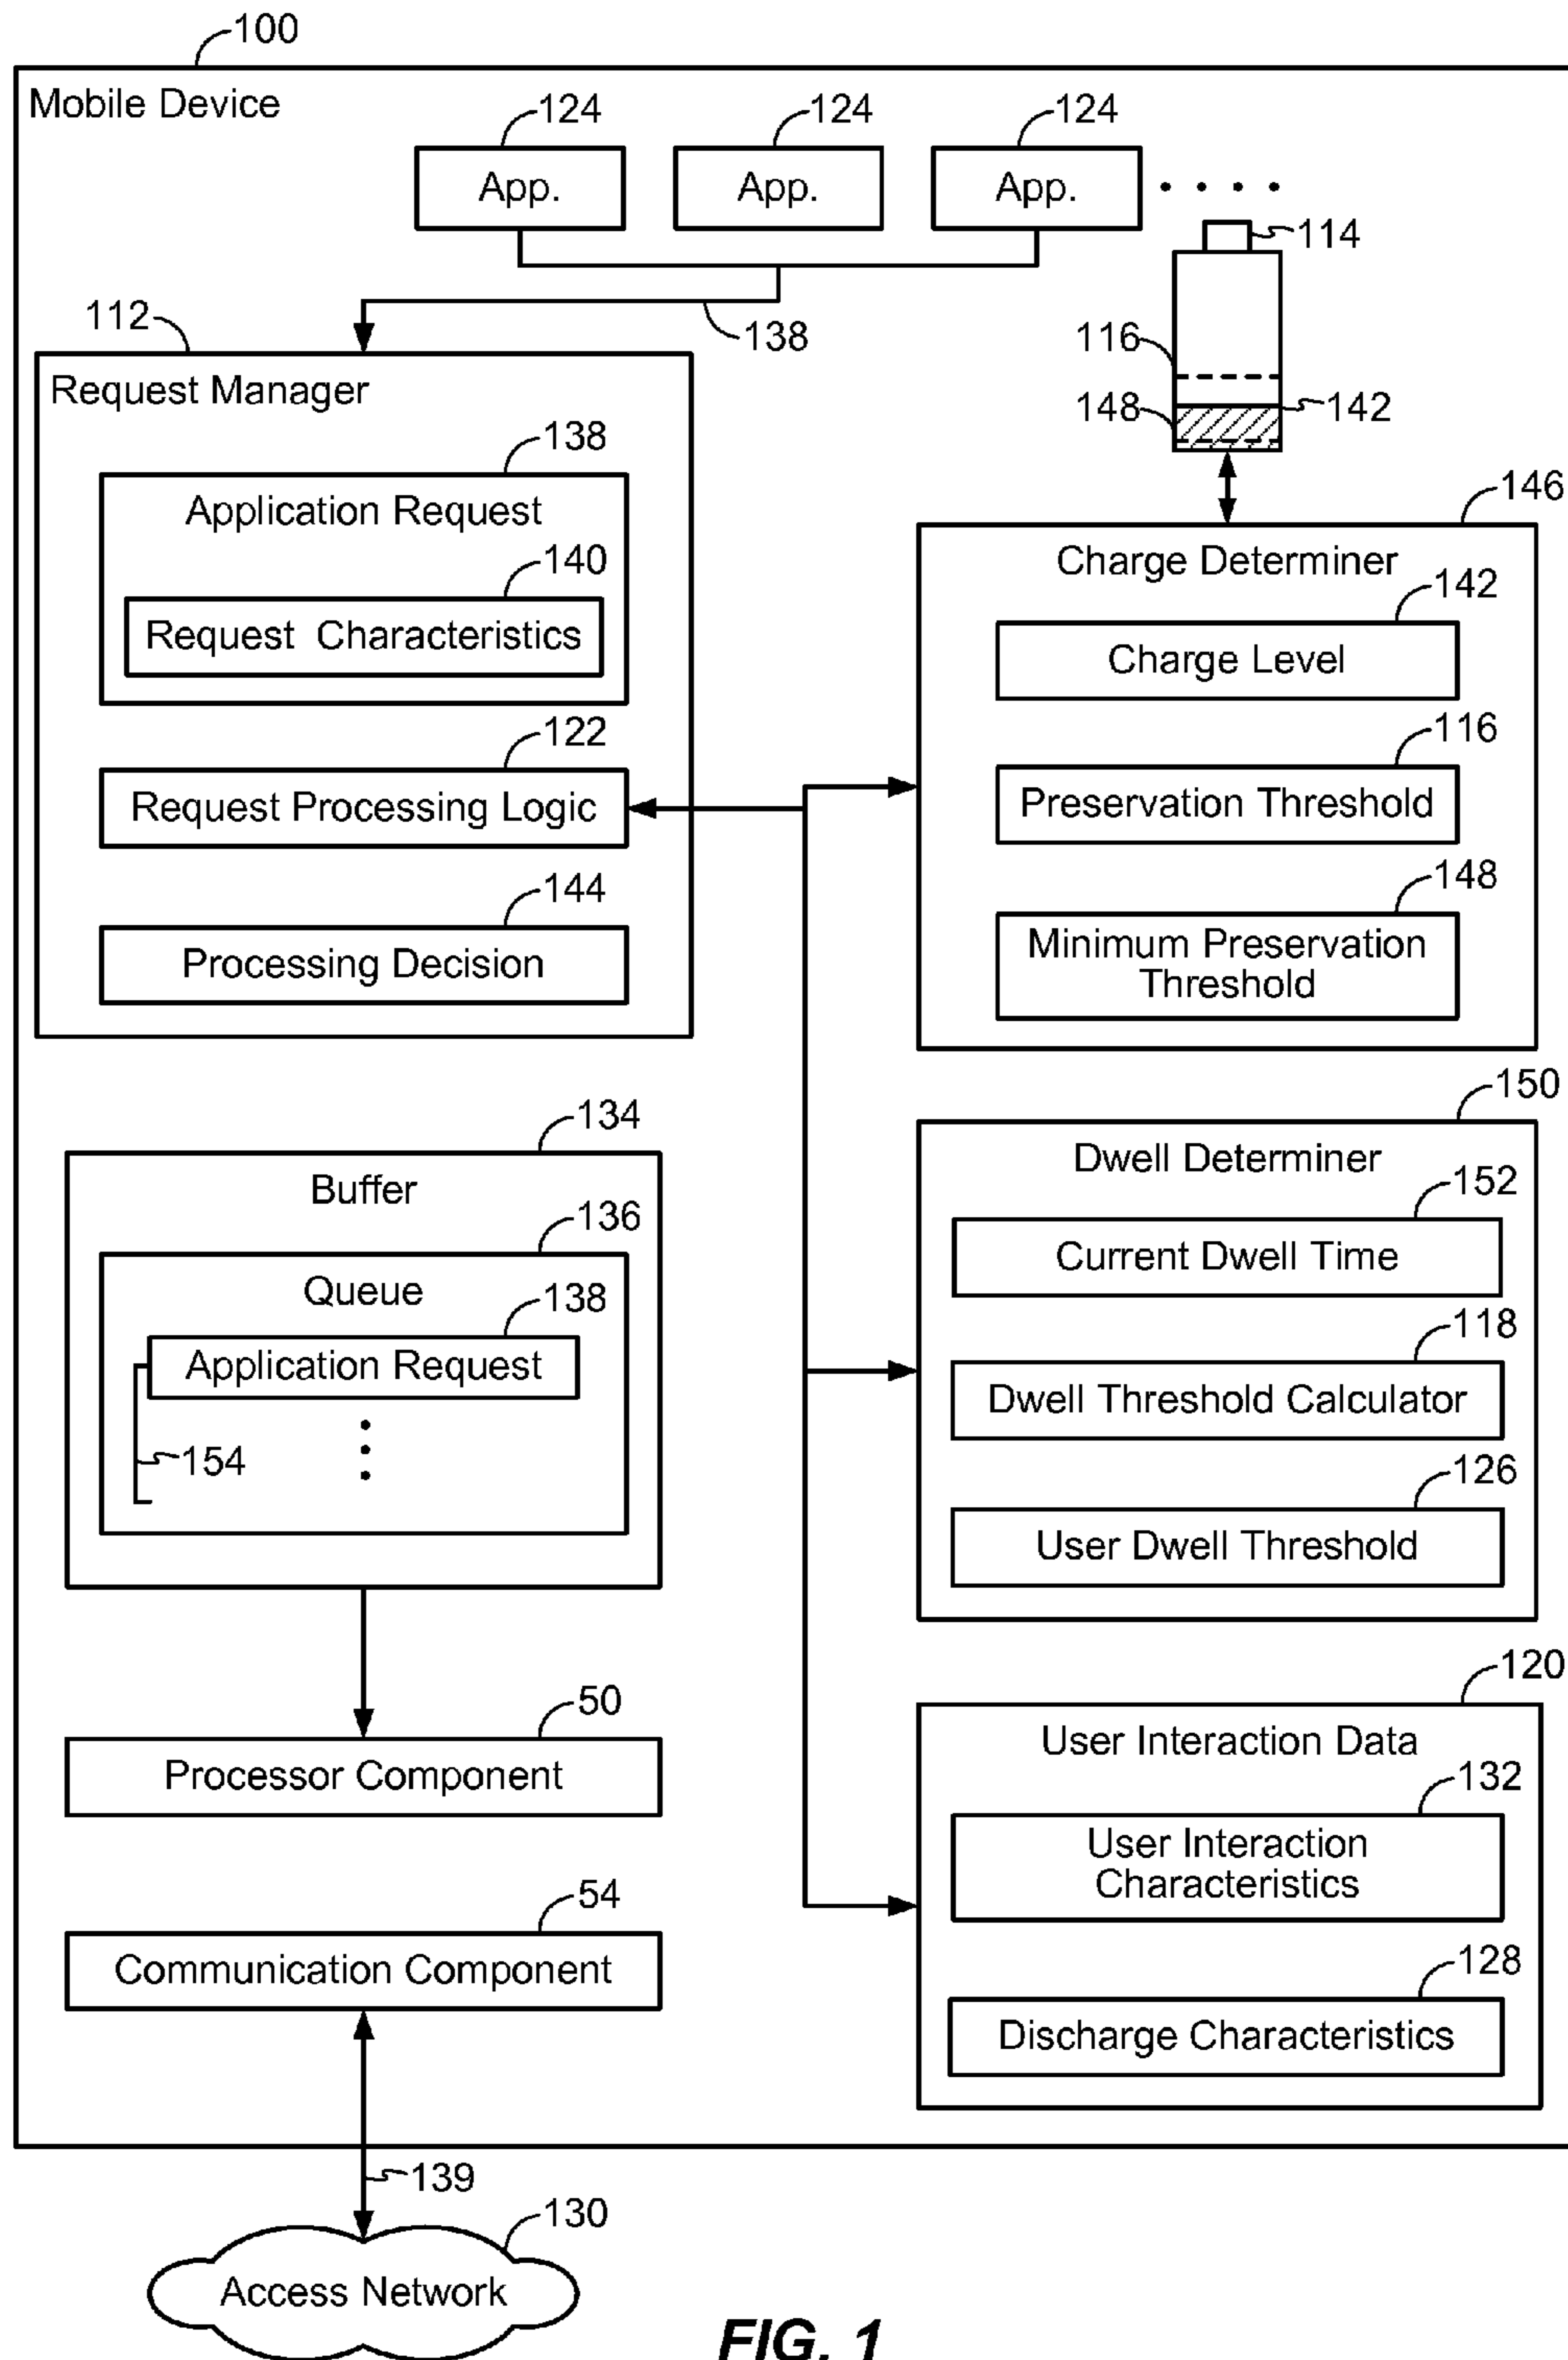 100
Mobile Device
124
124
124
App.
App.
App.
114
116
148
142
138
112
Request Manager
138
Application Request
140
Request Characteristics
122
Request Processing Logic
144
Processing Decision
146
Charge Determiner
142
Charge Level
116
Preservation Threshold
148
Minimum Preservation
Threshold
134
Buffer
136
Queue
138
Application Request
154
150
Dwell Determiner
152
Current Dwell Time
118
Dwell Threshold Calculator
126
User Dwell Threshold
50
Processor Component
54
Communication Component
120
User Interaction Data
132
User Interaction
Characteristics
128
Discharge Characteristics
139
130
Access Network
FIG. 1